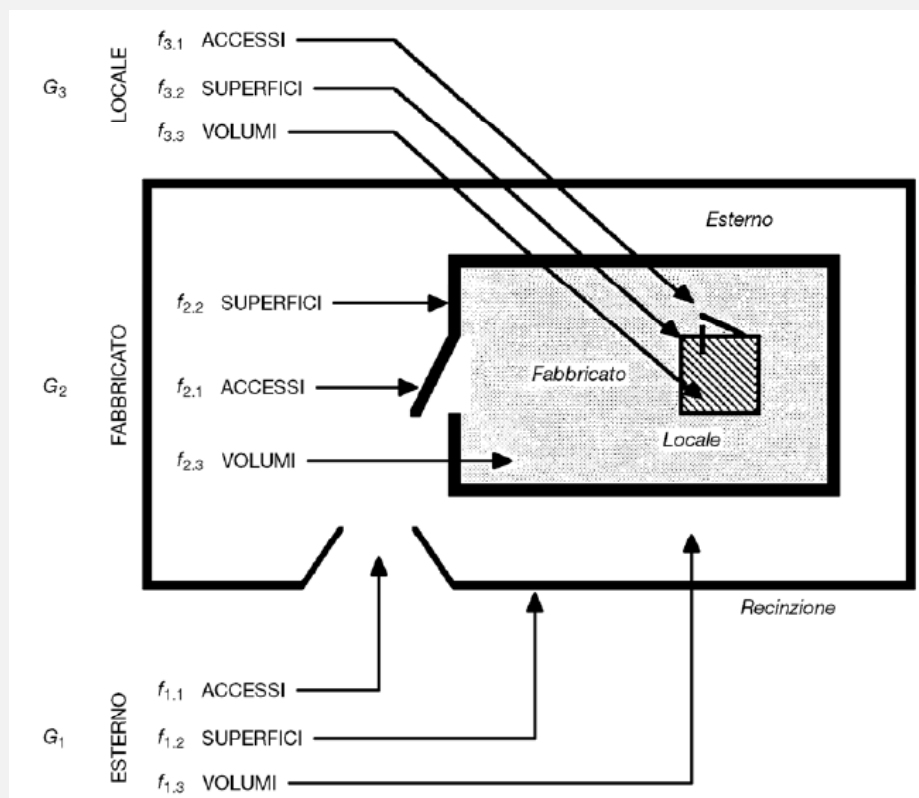 f3.1 ACCESSI
G3 LOCALE f3.2 SUPERFICI
f3.3 VOLUMI
Esterno
f2.2 SUPERFICI
G2 FABBRICATO f2.1 ACCESSI
Fabbricato
Locale
f2.3 VOLUMI
Recinzione
f1.1 ACCESSI
G1 ESTERNO f1.2 SUPERFICI
f1.3 VOLUMI